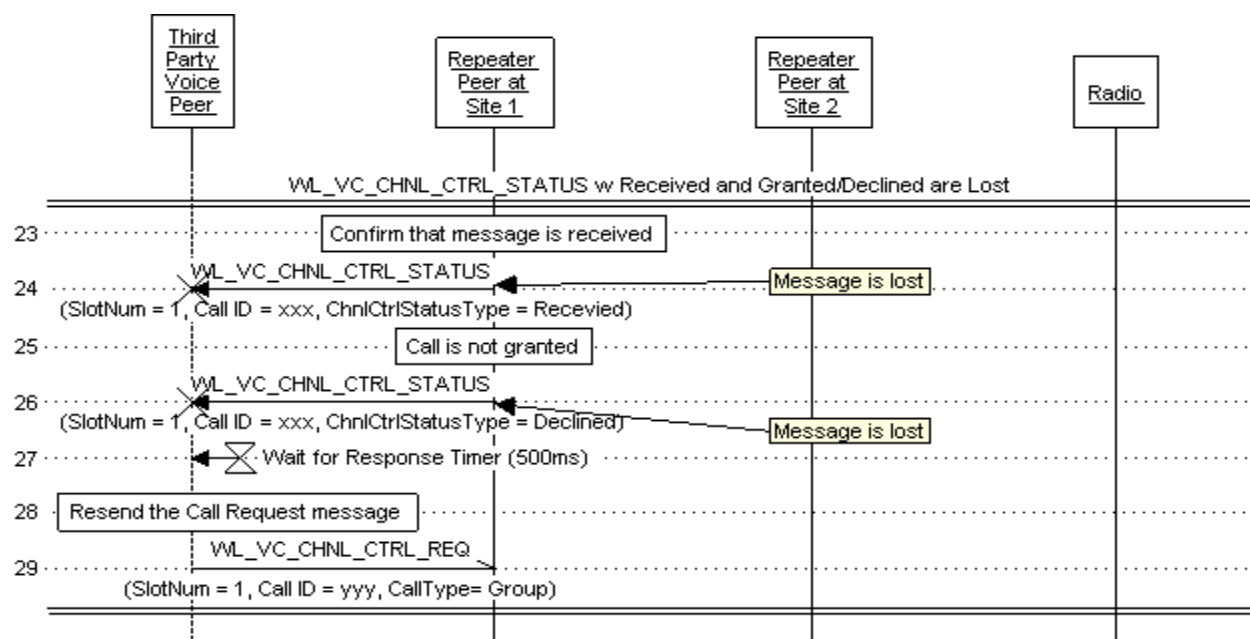 Third
Party
Voice
Peer
Repeater
Peer at
Site 1
Repeater
Peer at
Site 2
Radio
WL_VC_CHNL_CTRL_STATUS w Received and Granted/Declined are Lost
23
Confirm that message is received
WL_VC_CHNL_CTRL_STATUS
Message is lost
24
(SlotNum = 1, Call ID = xxx, ChnlCtrlStatusType = Recevied)
25
Call is not granted
WL_VC_CHNL_CTRL_STATUS
26
(SlotNum = 1, Call ID = xxx, ChnlCtrlStatusType = Declined)
Message is lost
27
Wait for Response Timer (500ms)
28
Resend the Call Request message
WL_VC_CHNL_CTRL_REQ
29
(SlotNum = 1, Call ID = yyy, CallType= Group)